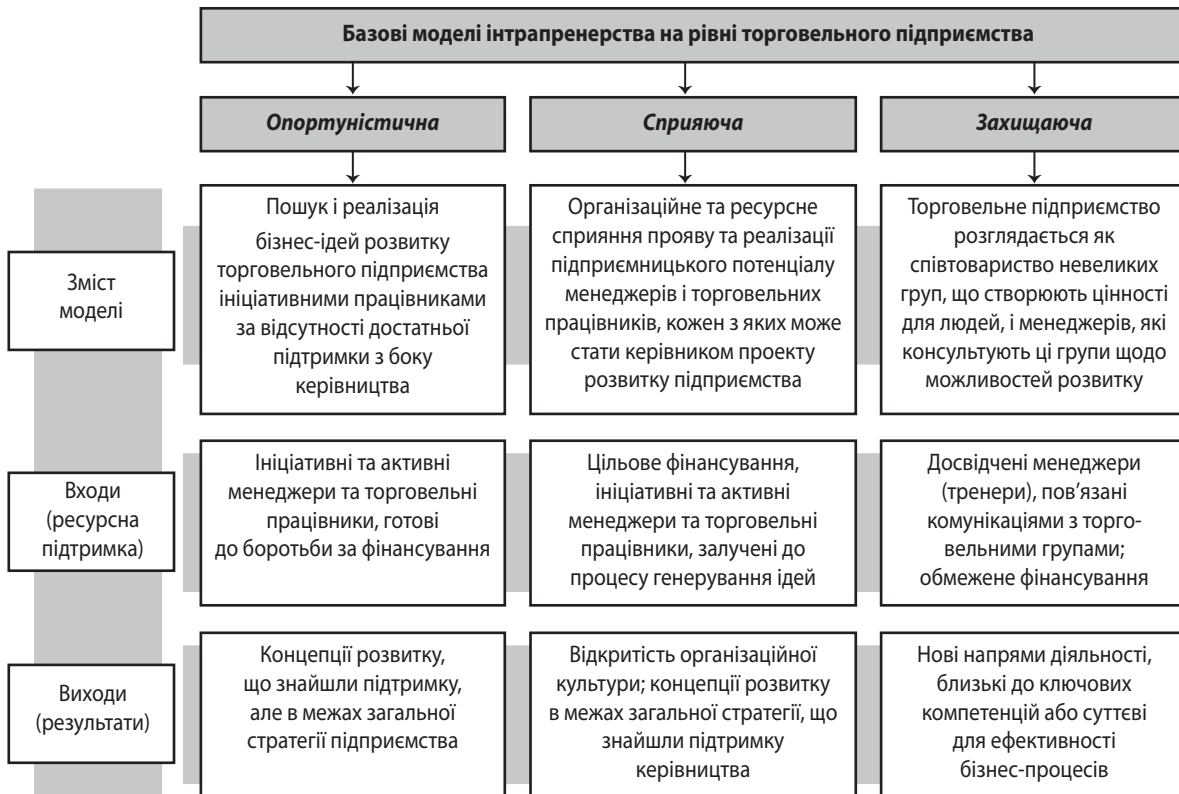 Базові моделі інтрапренерства на рівні торговельного підприємства
Опортуністична
Сприяюча
Захищаюча
Зміст
моделі
Пошук і реалізація
бізнес-ідей розвитку
торговельного підприємства
ініціативними працівниками
за відсутності достатньої
підтримки з боку
керівництва
Організаційне та ресурсне
сприяння прояву та реалізації
підприємницького потенціалу
менеджерів і торговельних
працівників, кожен з яких може
стати керівником проекту
розвитку підприємства
Торговельне підприємство
розглядається як
співтовариство невеликих
груп, що створюють цінності
для людей, і менеджерів, які
консультують ці групи щодо
можливостей розвитку
Входи
(ресурсна
підтримка)
Ініціативні та активні
менеджери та торговельні
працівники, готові
до боротьби за фінансування
Цільове фінансування,
ініціативні та активні
менеджери та торговельні
працівники, залучені до
процесу генерування ідей
Досвідчені менеджери
(тренери), пов’язані
комунікаціями з торго-
вельними групами;
обмежене фінансування
Виходи
(результати)
Концепції розвитку,
що знайшли підтримку,
але в межах загальної
стратегії підприємства
Відкритість організаційної
культури; концепції розвитку
в межах загальної стратегії, що
знайшли підтримку
керівництва
Нові напрями діяльності,
близькі до ключових
компетенцій або суттєві
для ефективності
бізнес-процесів